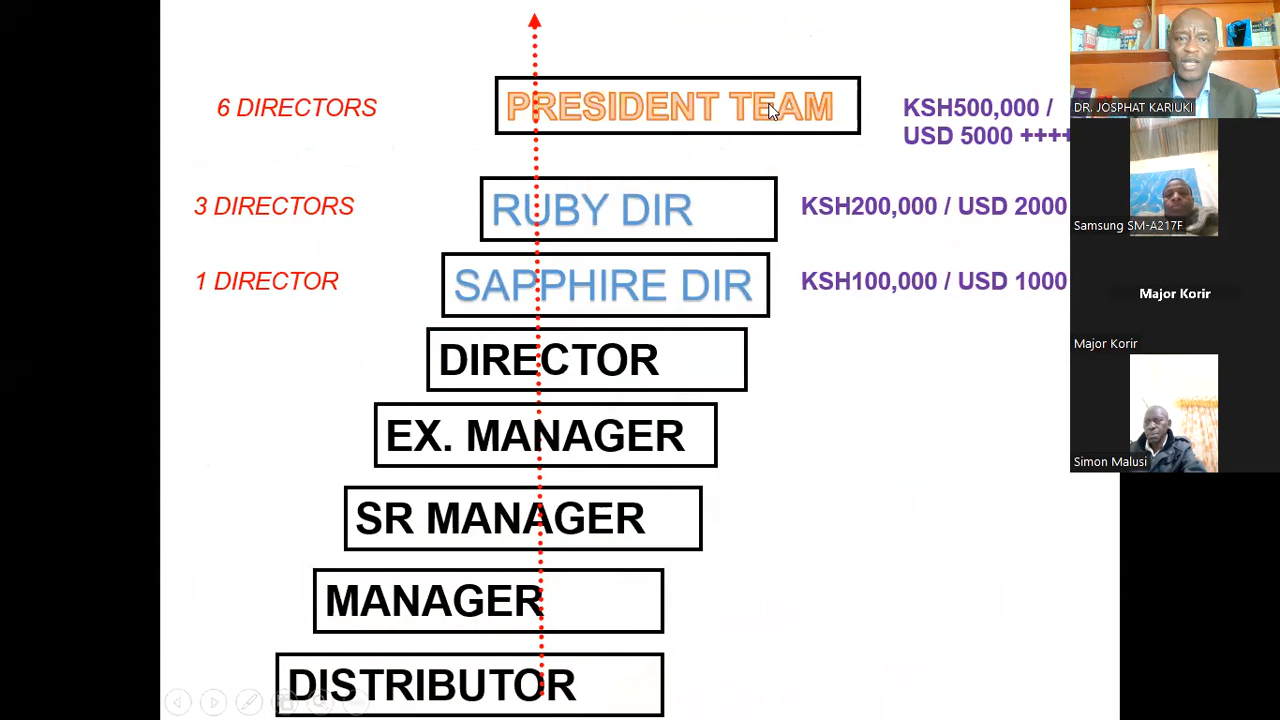 6 DIRECTORS
PRESIDENT TEAM
KSH500,000 /
USD 5000 ++++
3 DIRECTORS
RUBY DIR
KSH200,000 / USD 2000
1 DIRECTOR
SAPPHIRE DIR
KSH100,000 / USD 1000
DIRECTOR
EX. MANAGER
SR MANAGER
MANAGER
DISTRIBUTOR
DR. JOSPHAT KARIUKI
Samsung SM-A217F
Major Korir
Major Korir
Simon Malusi